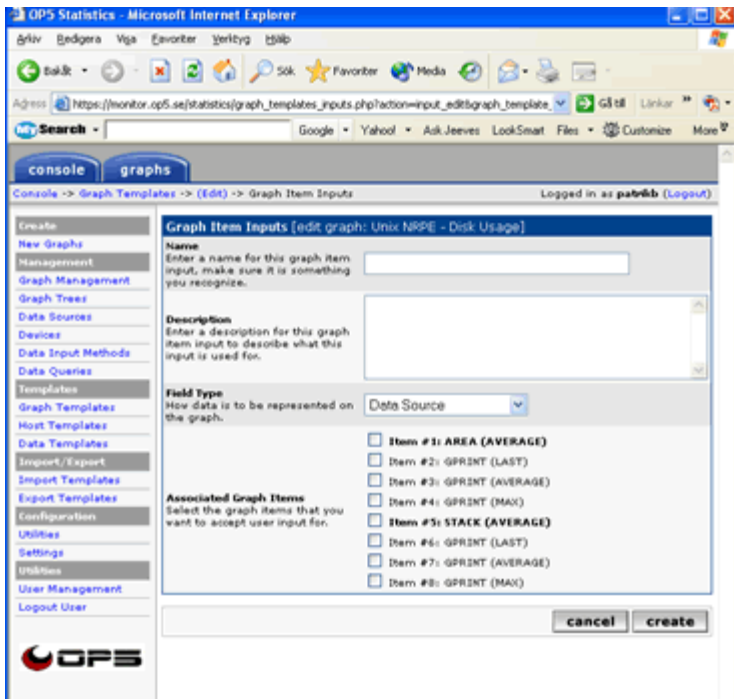 OP5 Statistics - Microsoft Internet Explorer
Arkiv Redigera Visa Favoriter Verktyg Hjälp
Bakåt Sök Favoriter Media
Adress https://monitor.op5.se/statistics/graph_templates_inputs.php?action=input_edit&graph_template_ Gå till Länkar »
My Search Google Yahoo! Ask Jeeves LookSmart Files Customize More
console graphs
Console -> Graph Templates -> (Edit) -> Graph Item Inputs Logged in as patrikb (Logout)
Create
New Graphs
Management
Graph Management
Graph Trees
Data Sources
Devices
Data Input Methods
Data Queries
Templates
Graph Templates
Host Templates
Data Templates
Import/Export
Import Templates
Export Templates
Configuration
Utilities
Settings
Utilities
User Management
Logout User
OP5
Graph Item Inputs [edit graph: Unix NRPE - Disk Usage]
Name
Enter a name for this graph item
input, make sure it is something
you recognize.
Description
Enter a description for this graph
item input to describe what this
input is used for.
Field Type
How data is to be represented on
the graph.
Data Source
Associated Graph Items
Select the graph items that you
want to accept user input for.
Item #1: AREA (AVERAGE)
Item #2: GPRINT (LAST)
Item #3: GPRINT (AVERAGE)
Item #4: GPRINT (MAX)
Item #5: STACK (AVERAGE)
Item #6: GPRINT (LAST)
Item #7: GPRINT (AVERAGE)
Item #8: GPRINT (MAX)
cancel create